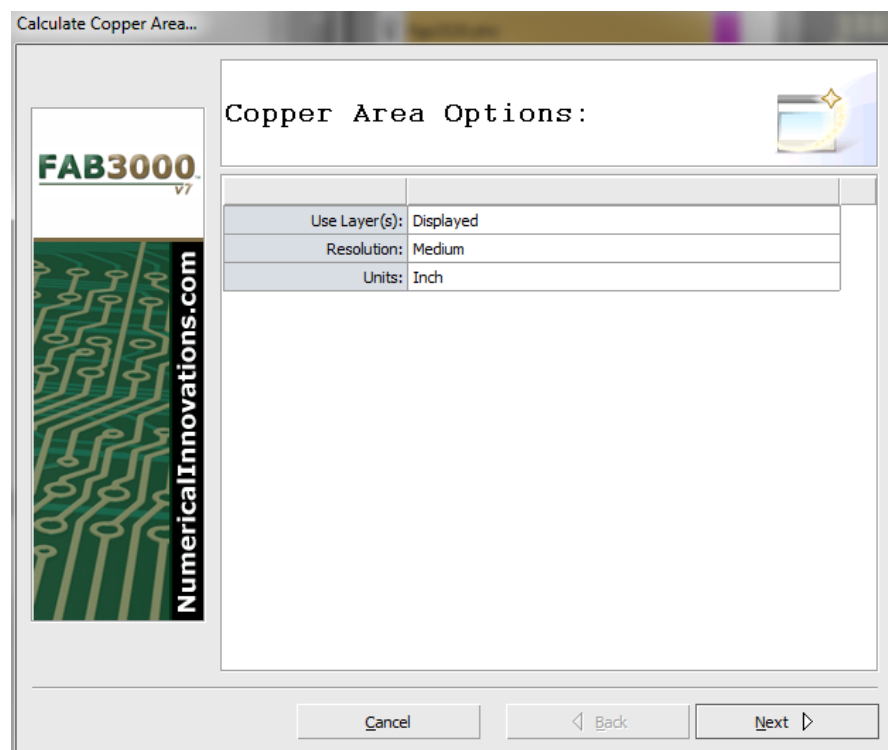 Calculate Copper Area...
Copper Area Options:
FAB3000
v7
NumericalInnovations.com
Use Layer(s): Displayed
Resolution: Medium
Units: Inch
Cancel
Back
Next